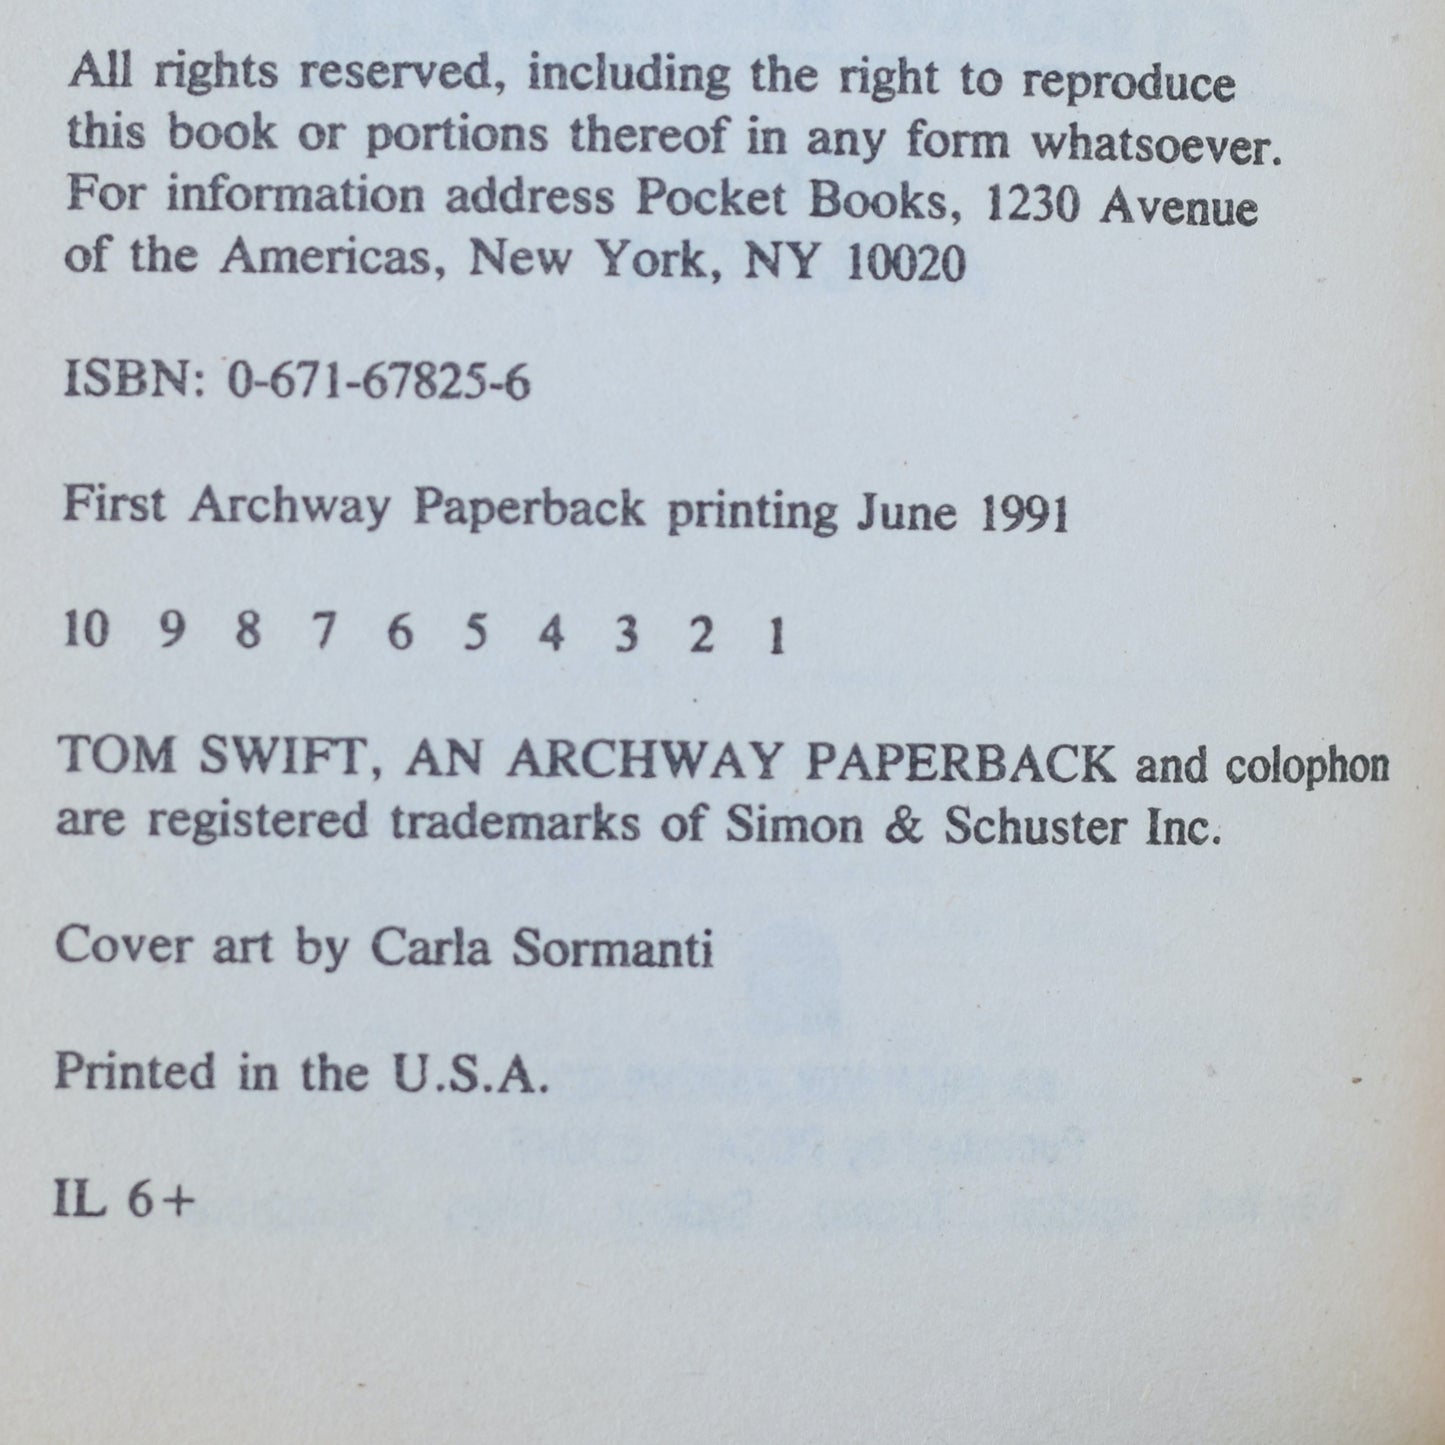 All rights reserved, including the right to reproduce
this book or portions thereof in any form whatsoever.
For information address Pocket Books, 1230 Avenue
of the Americas, New York, NY 10020
ISBN: 0-671-67825-6
First Archway Paperback printing June 1991
10 9 8 7 6 5 4 3 2 1
TOM SWIFT, AN ARCHWAY PAPERBACK and colophon
are registered trademarks of Simon & Schuster Inc.
Cover art by Carla Sormanti
Printed in the U.S.A.
IL 6+